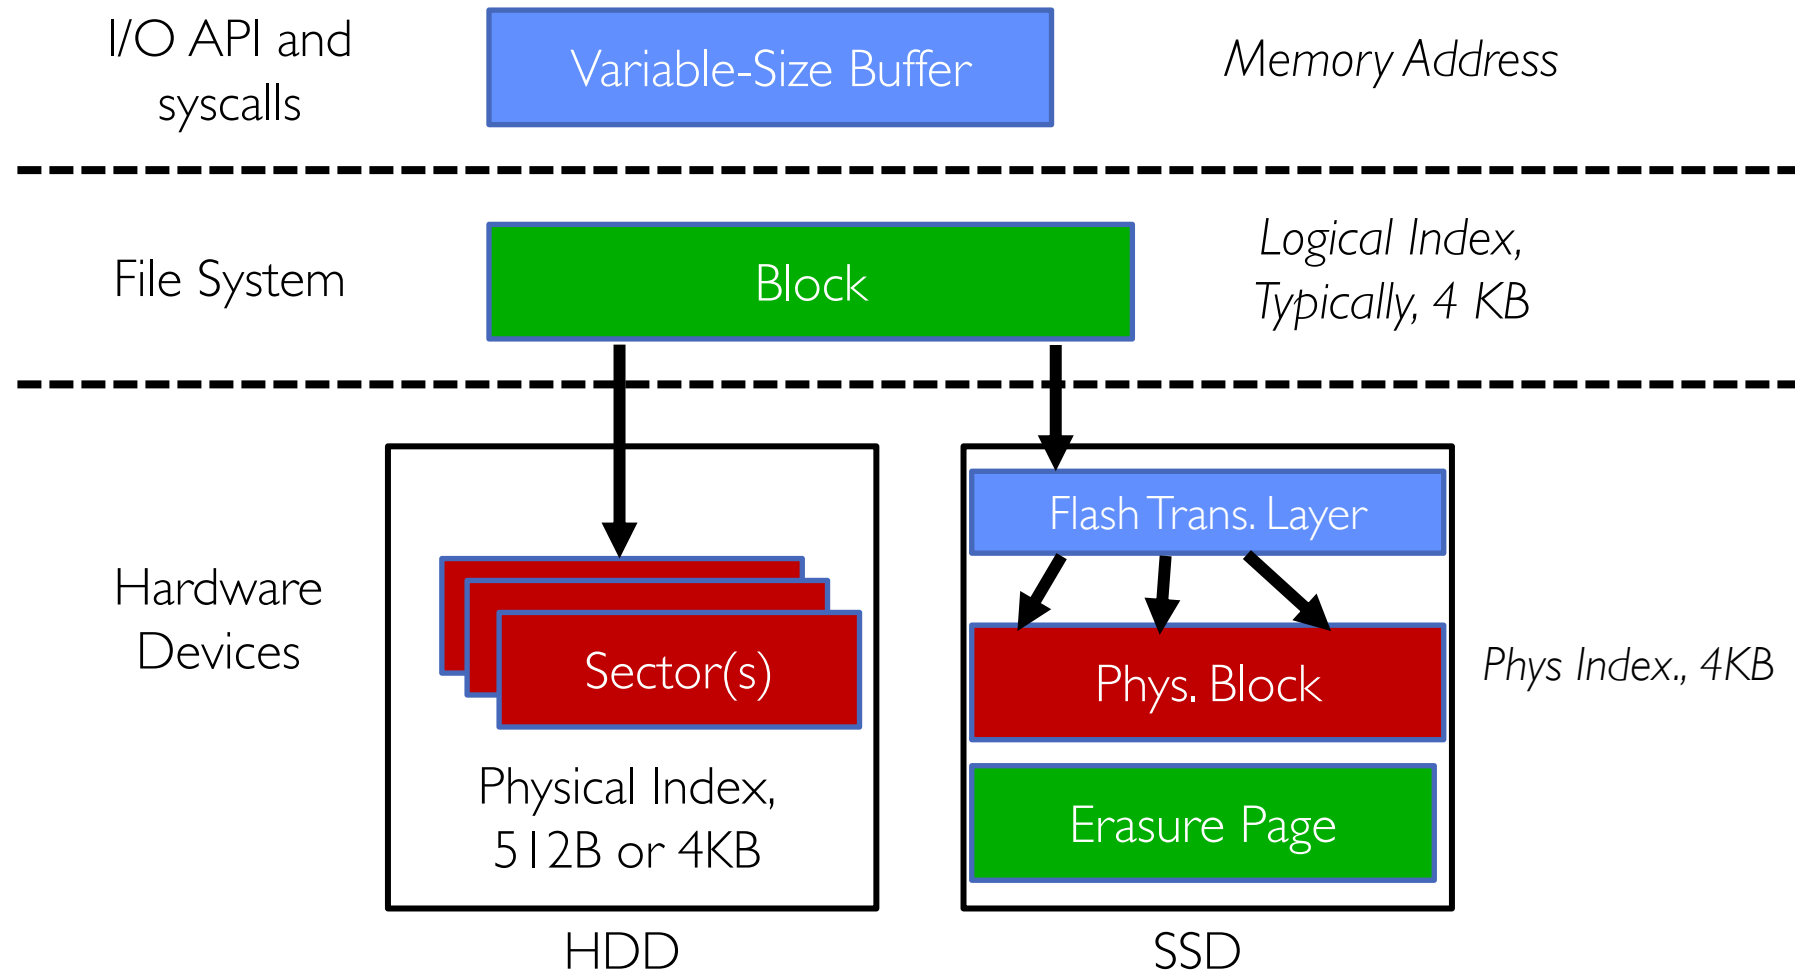 I/O API and
syscalls
Variable-Size Buffer
Memory Address
File System
Block
Logical Index,
Typically, 4 KB
Hardware
Devices
Sector(s)
Physical Index,
512B or 4KB
HDD
Flash Trans. Layer
Phys. Block
Erasure Page
SSD
Phys Index., 4KB